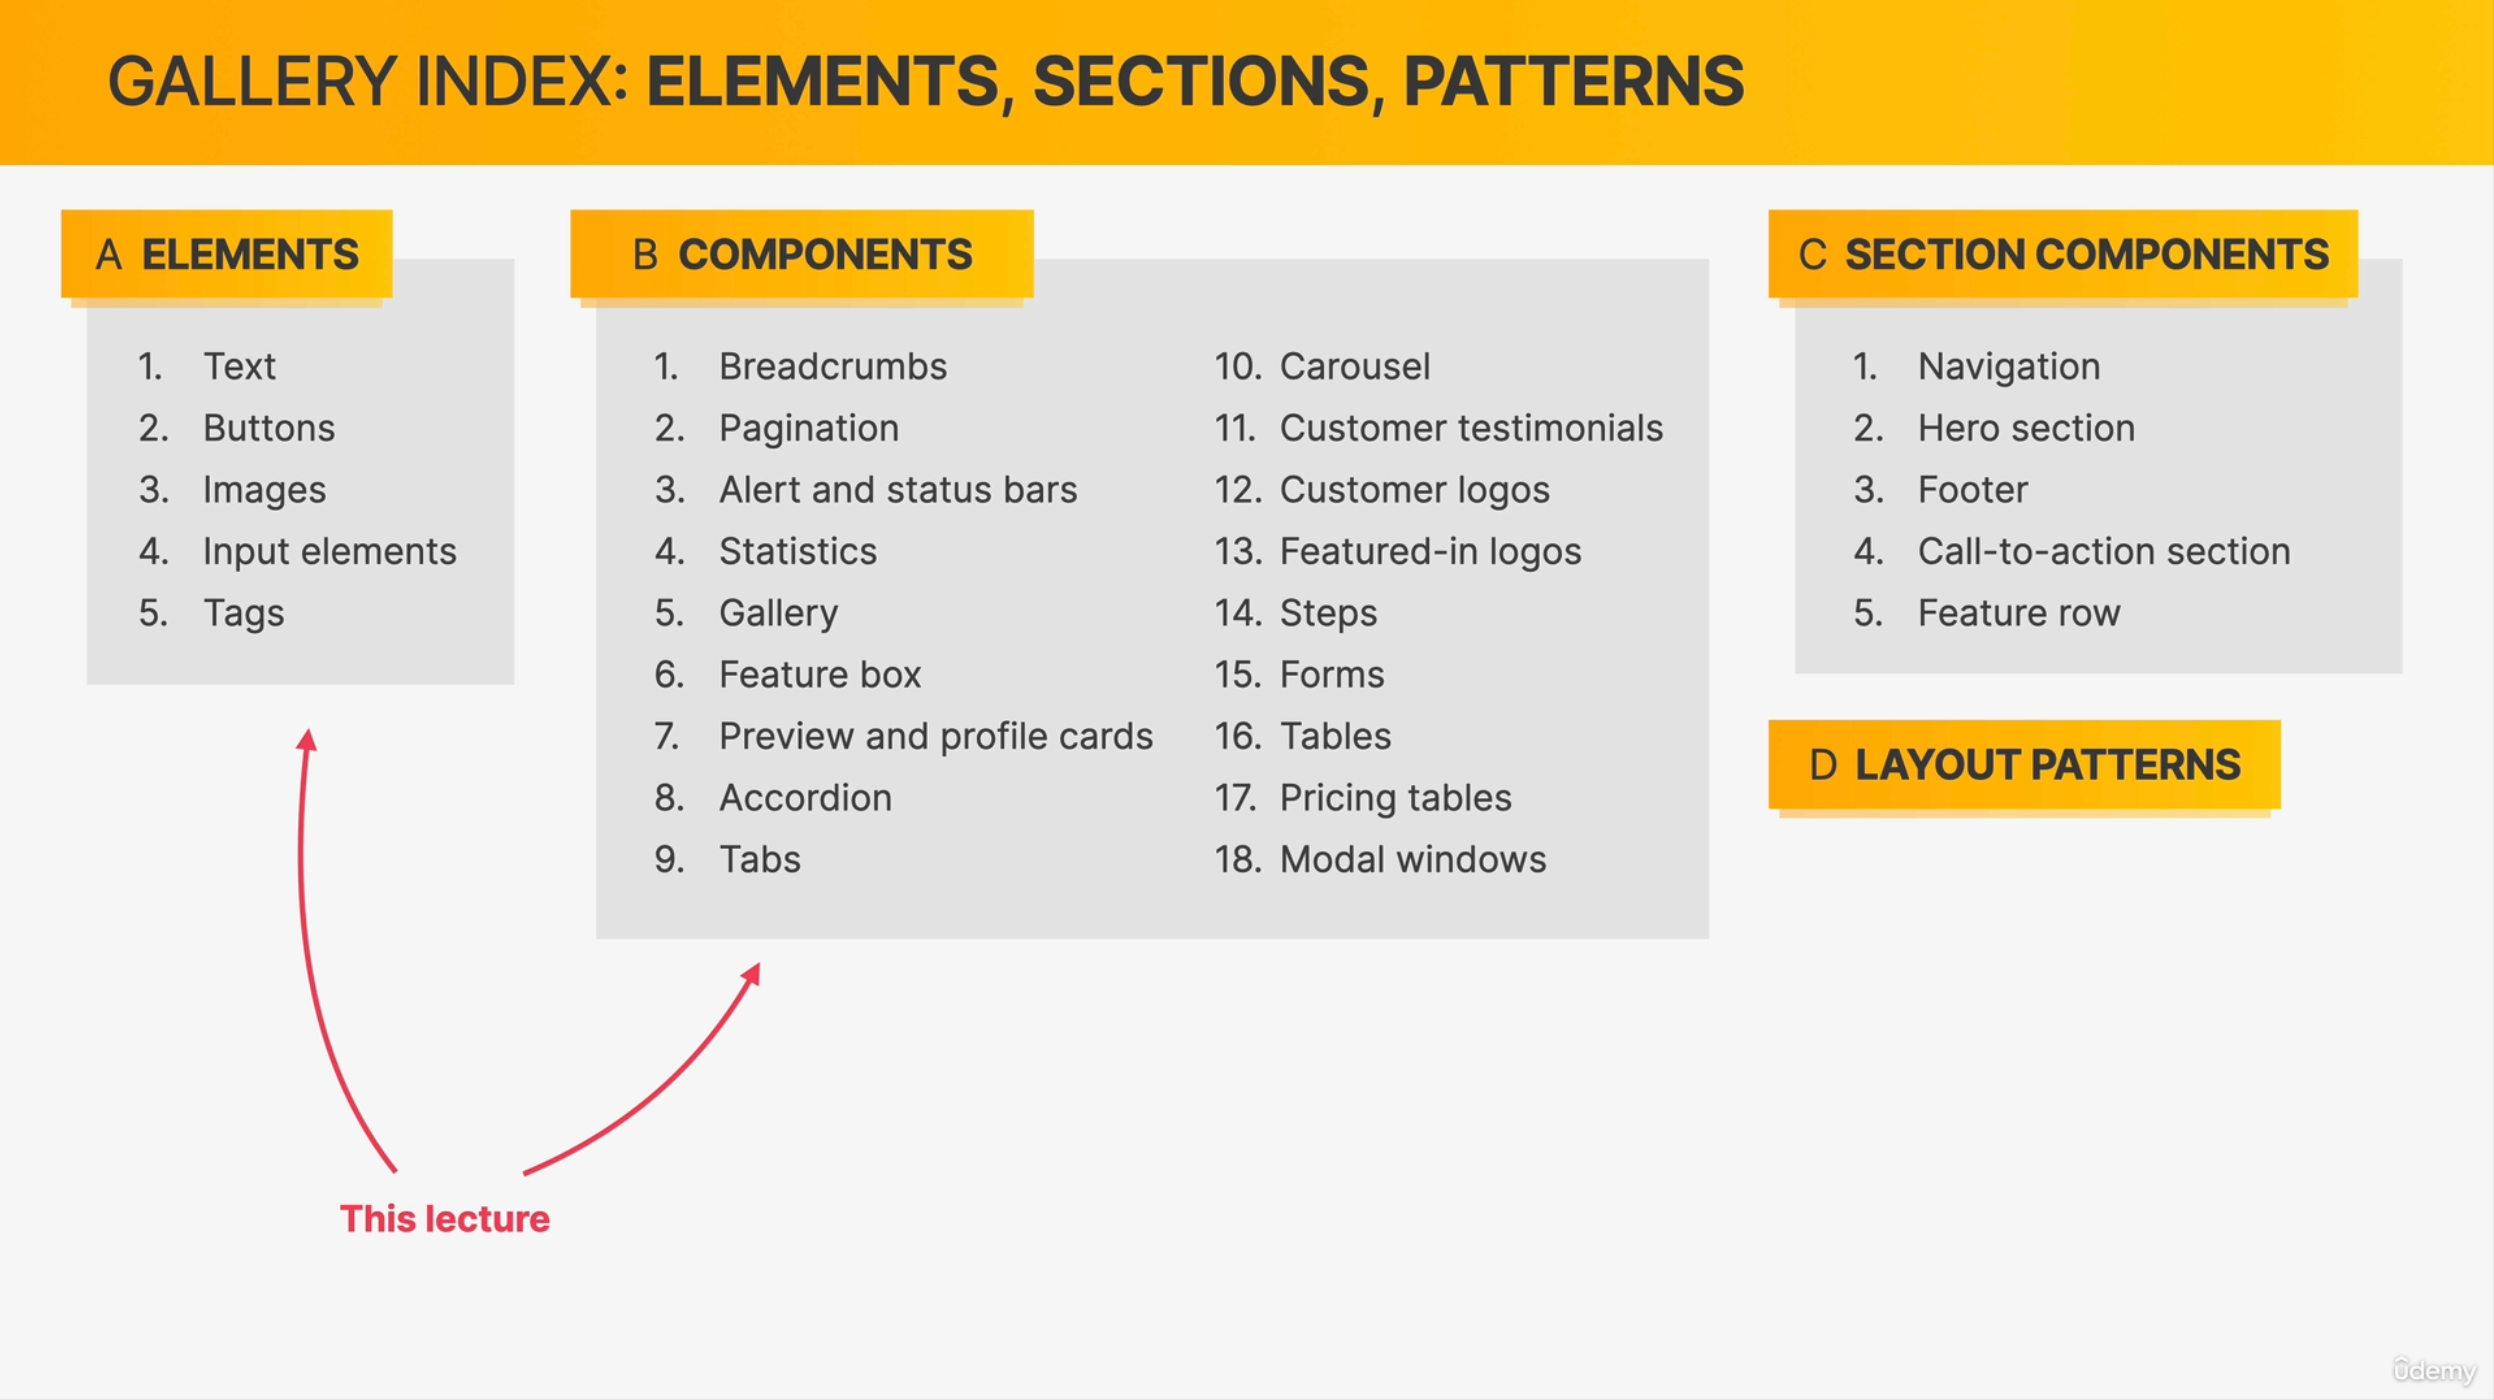 GALLERY INDEX: ELEMENTS, SECTIONS, PATTERNS
A ELEMENTS
1. Text
2. Buttons
3. Images
4. Input elements
5. Tags
B COMPONENTS
1. Breadcrumbs
2. Pagination
3. Alert and status bars
4. Statistics
5. Gallery
6. Feature box
7. Preview and profile cards
8. Accordion
9. Tabs
10. Carousel
11. Customer testimonials
12. Customer logos
13. Featured-in logos
14. Steps
15. Forms
16. Tables
17. Pricing tables
18. Modal windows
C SECTION COMPONENTS
1. Navigation
2. Hero section
3. Footer
4. Call-to-action section
5. Feature row
D LAYOUT PATTERNS
This lecture
ûdemy